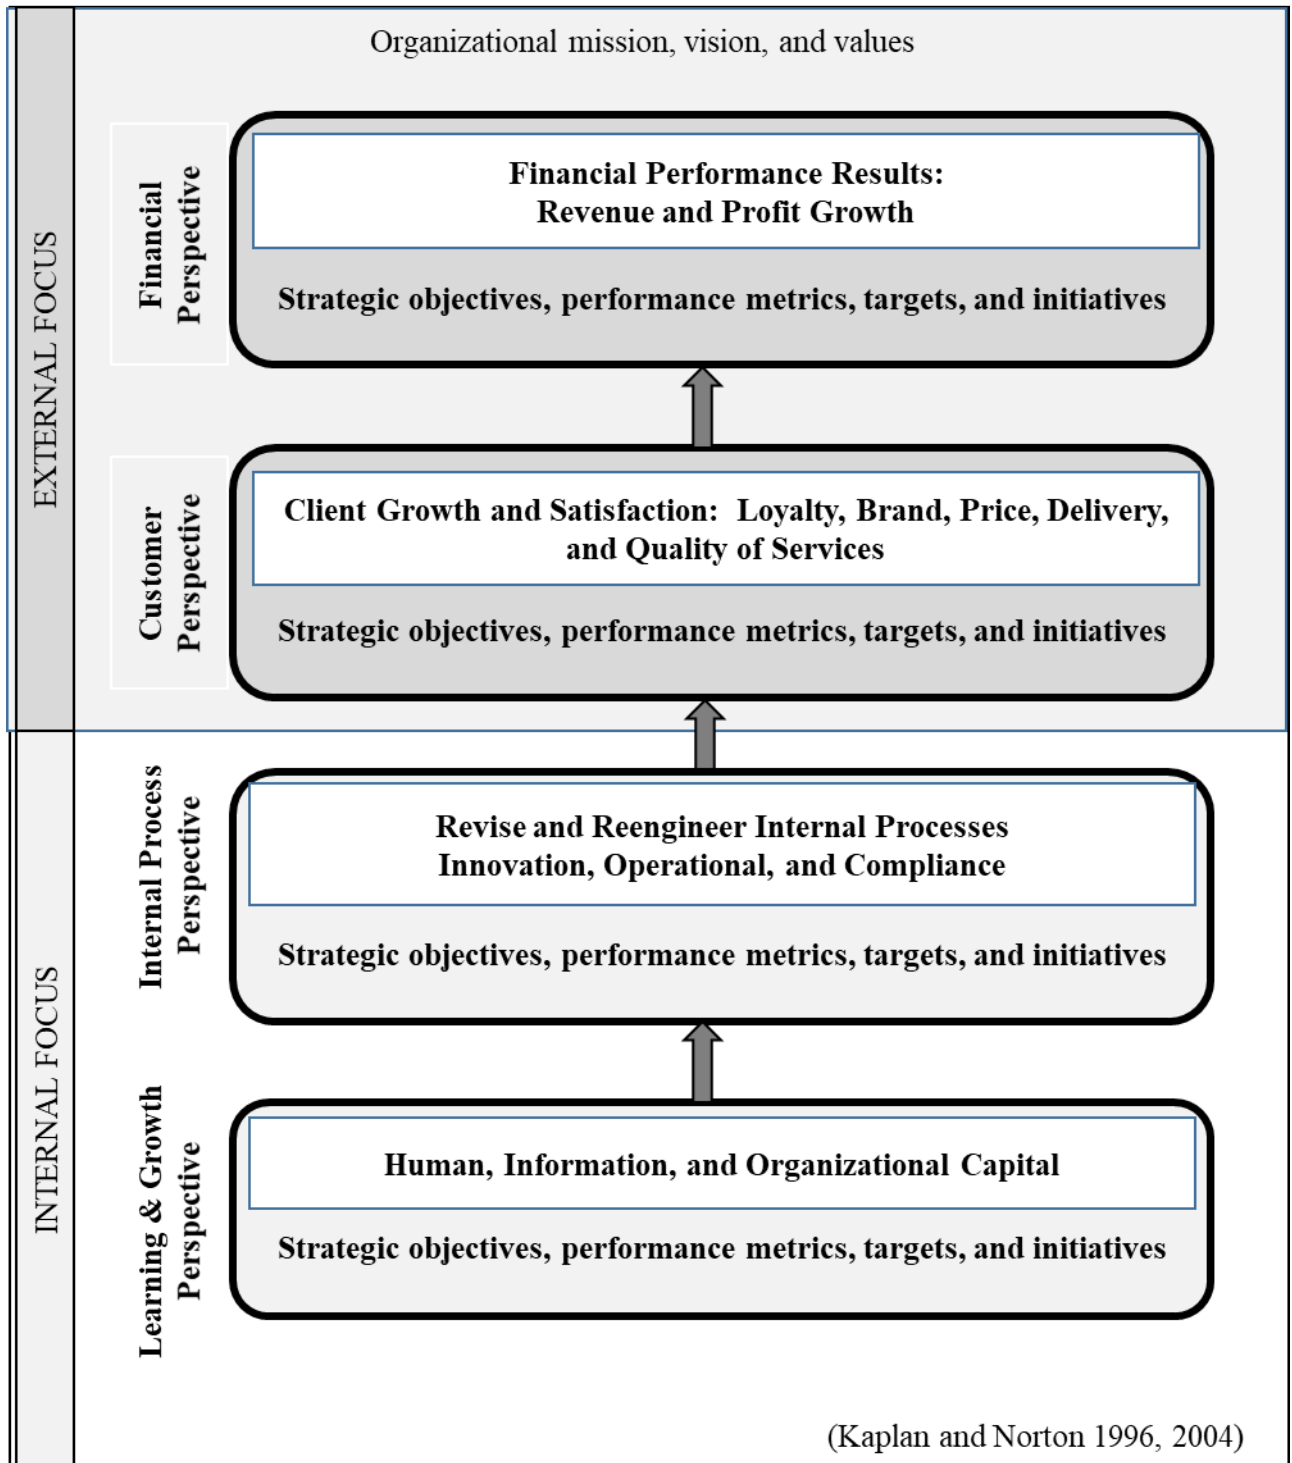 Organizational mission, vision, and values
EXTERNAL FOCUS
Financial
Perspective
Financial Performance Results:
Revenue and Profit Growth
Strategic objectives, performance metrics, targets, and initiatives
Customer
Perspective
Client Growth and Satisfaction:  Loyalty, Brand, Price, Delivery,
and Quality of Services
Strategic objectives, performance metrics, targets, and initiatives
INTERNAL FOCUS
Internal Process
Perspective
Revise and Reengineer Internal Processes
Innovation, Operational, and Compliance
Strategic objectives, performance metrics, targets, and initiatives
Learning & Growth
Perspective
Human, Information, and Organizational Capital
Strategic objectives, performance metrics, targets, and initiatives
(Kaplan and Norton 1996, 2004)